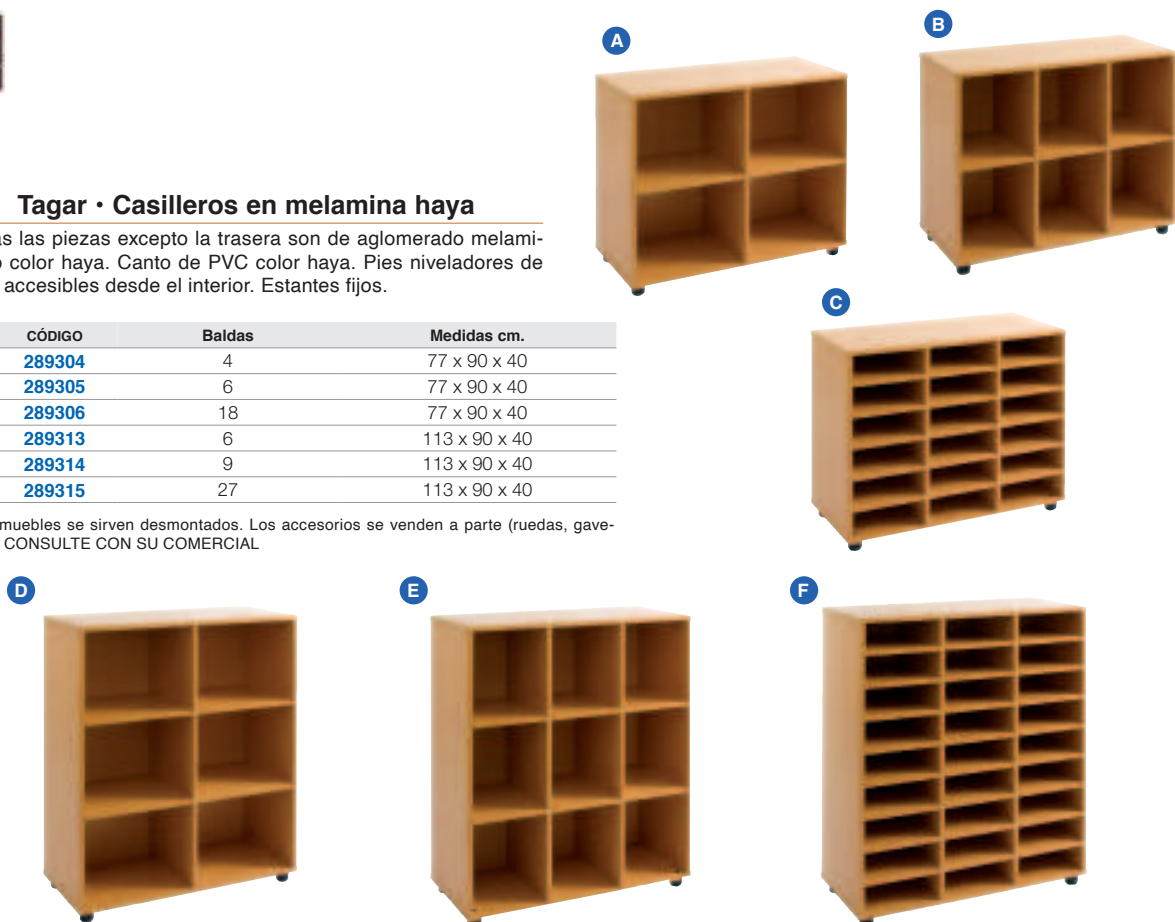 A
B
Tagar • Casilleros en melamina haya
as las piezas excepto la trasera son de aglomerado melami-
o color haya. Canto de PVC color haya. Pies niveladores de
accesibles desde el interior. Estantes fijos.
C
CÓDIGO Baldas Medidas cm.
289304 4 77 x 90 x 40
289305 6 77 x 90 x 40
289306 18 77 x 90 x 40
289313 6 113 x 90 x 40
289314 9 113 x 90 x 40
289315 27 113 x 90 x 40
muebles se sirven desmontados. Los accesorios se venden a parte (ruedas, gave-
CONSULTE CON SU COMERCIAL
D
E
F